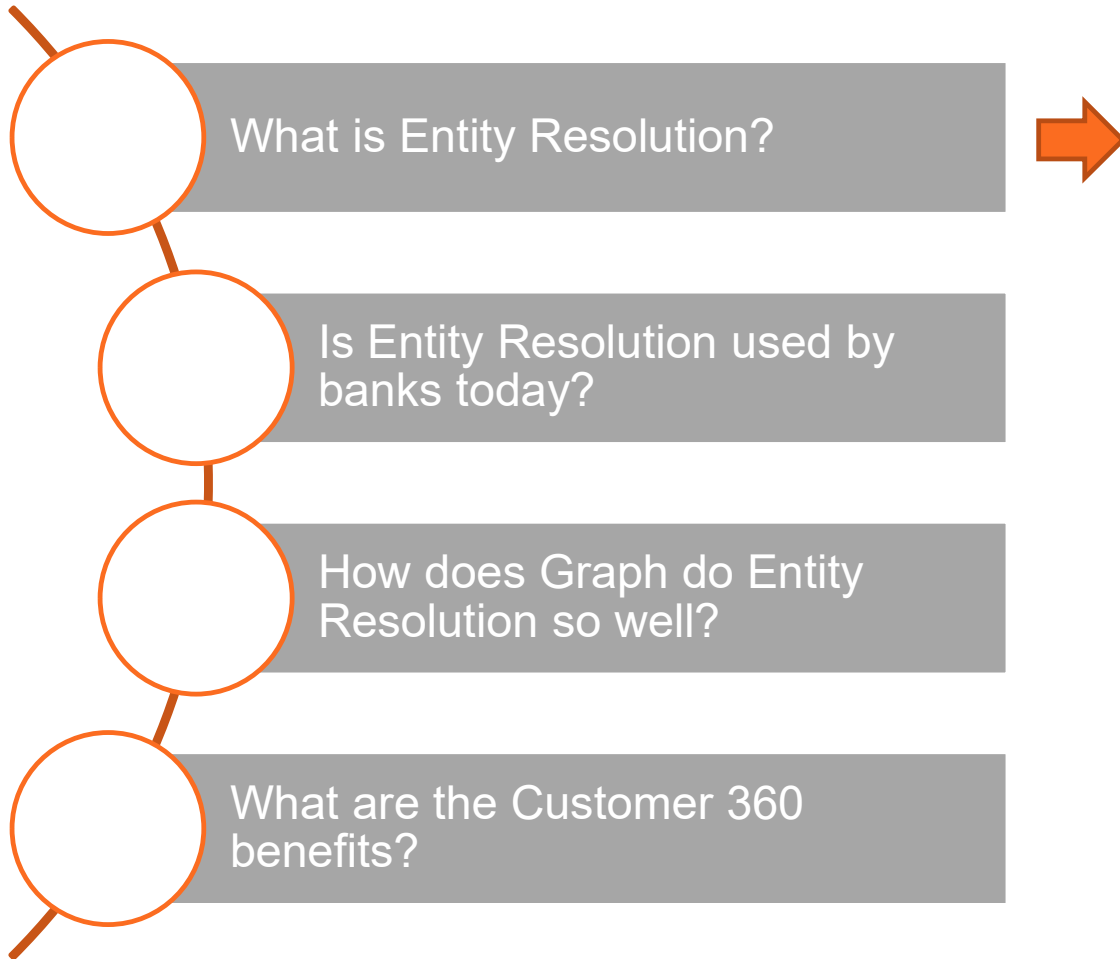 What is Entity Resolution?
Is Entity Resolution used by
banks today?
How does Graph do Entity
Resolution so well?
What are the Customer 360
benefits?